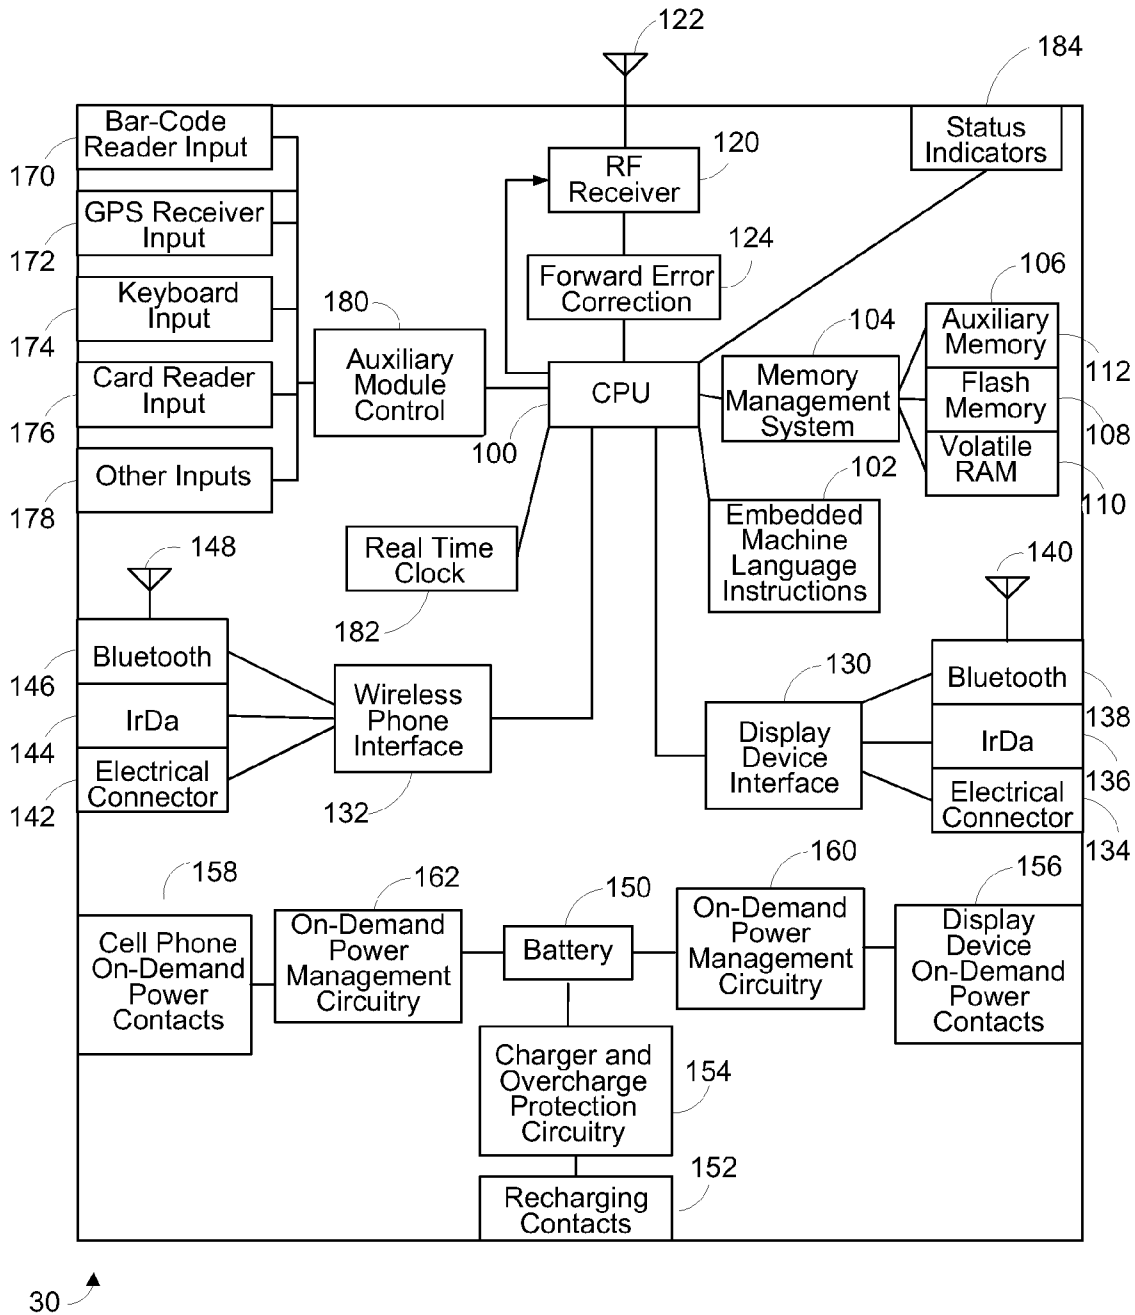 122
184
Bar-Code
Reader Input
170
RF
Receiver
120
Status
Indicators
GPS Receiver
Input
172
Forward Error
Correction
124
Keyboard
Input
174
180
Auxiliary
Module
Control
104
Memory
Management
System
106
Auxiliary
Memory
112
Card Reader
Input
176
CPU
100
Flash
Memory
108
Other Inputs
178
Volatile
RAM
110
102
Embedded
Machine
Language
Instructions
Real Time
Clock
182
148
140
Bluetooth
146
IrDa
144
Electrical
Connector
142
Wireless
Phone
Interface
132
130
Display
Device
Interface
Bluetooth
138
IrDa
136
Electrical
Connector
134
158
Cell Phone
On-Demand
Power
Contacts
162
On-Demand
Power
Management
Circuitry
150
Battery
160
On-Demand
Power
Management
Circuitry
156
Display
Device
On-Demand
Power
Contacts
Charger and
Overcharge
Protection
Circuitry
154
152
Recharging
Contacts
30